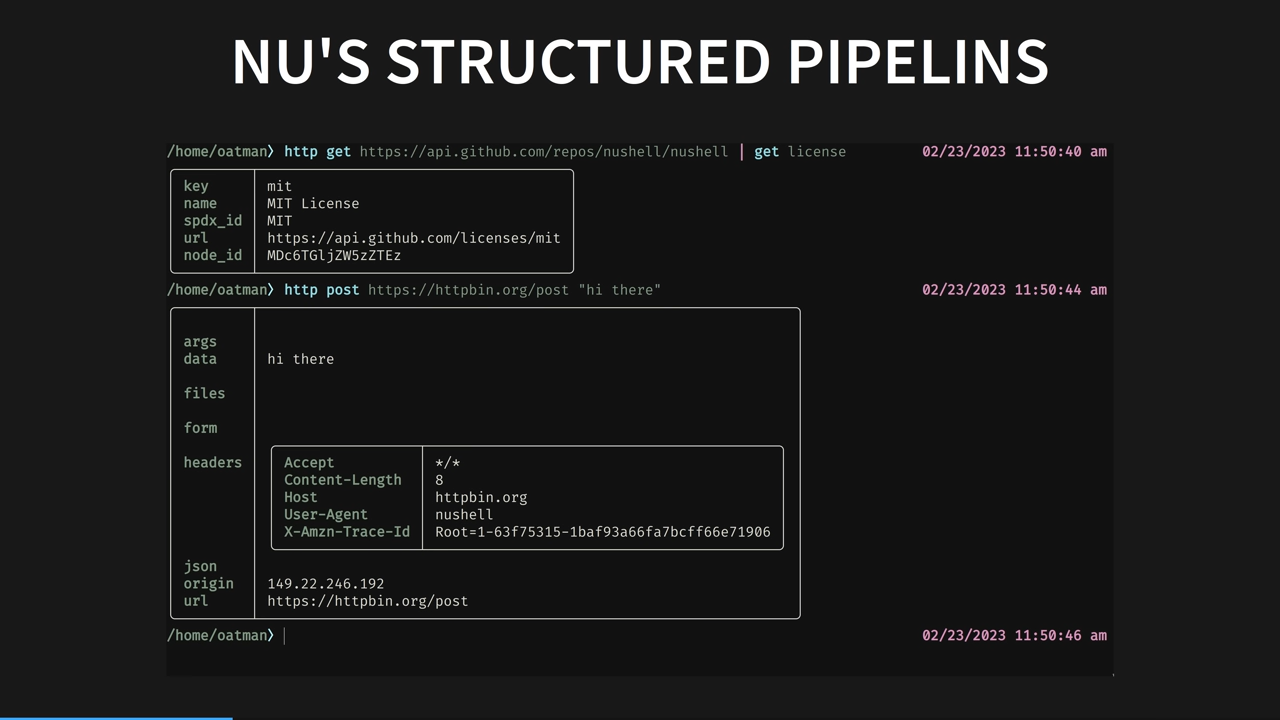 NU'S STRUCTURED PIPELINS
/home/oatman〉 http get https://api.github.com/repos/nushell/nushell | get license 02/23/2023 11:50:40 am
key mit
name MIT License
spdx_id MIT
url https://api.github.com/licenses/mit
node_id MDc6TGljZW5zZTEz
/home/oatman〉 http post https://httpbin.org/post "hi there" 02/23/2023 11:50:44 am
args
data hi there
files
form
headers Accept */*
Content-Length 8
Host httpbin.org
User-Agent nushell
X-Amzn-Trace-Id Root=1-63f75315-1baf93a66fa7bcff66e71906
json
origin 149.22.246.192
url https://httpbin.org/post
/home/oatman〉 02/23/2023 11:50:46 am